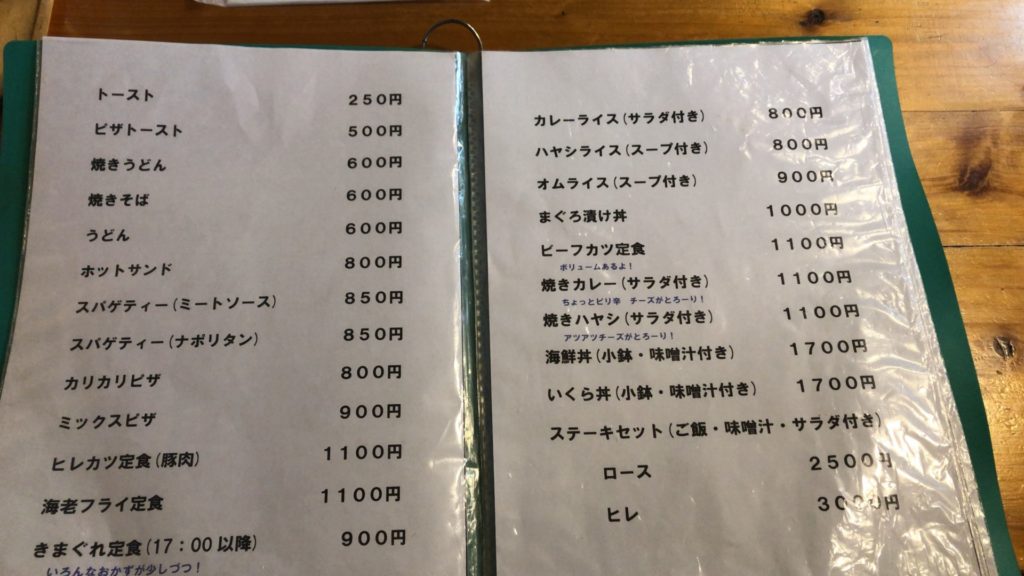 トースト 250円
ピザトースト 500円
焼きうどん 600円
焼きそば 600円
うどん 600円
ホットサンド 800円
スパゲティー(ミートソース) 850円
スパゲティー(ナポリタン) 850円
カリカリピザ 800円
ミックスピザ 900円
ヒレカツ定食(豚肉) 1100円
海老フライ定食 1100円
きまぐれ定食(17：00以降) 900円
いろんなおかずが少しづつ！
カレーライス(サラダ付き) 800円
ハヤシライス(スープ付き) 800円
オムライス(スープ付き) 900円
まぐろ漬け丼 1000円
ビーフカツ定食 1100円
ボリュームあるよ！
焼きカレー(サラダ付き) 1100円
ちょっとピリ辛 チーズがとろーり！
焼きハヤシ(サラダ付き) 1100円
アツアツチーズがとろーり！
海鮮丼(小鉢・味噌汁付き) 1700円
いくら丼(小鉢・味噌汁付き) 1700円
ステーキセット(ご飯・味噌汁・サラダ付き)
ロース 2500円
ヒレ 3000円